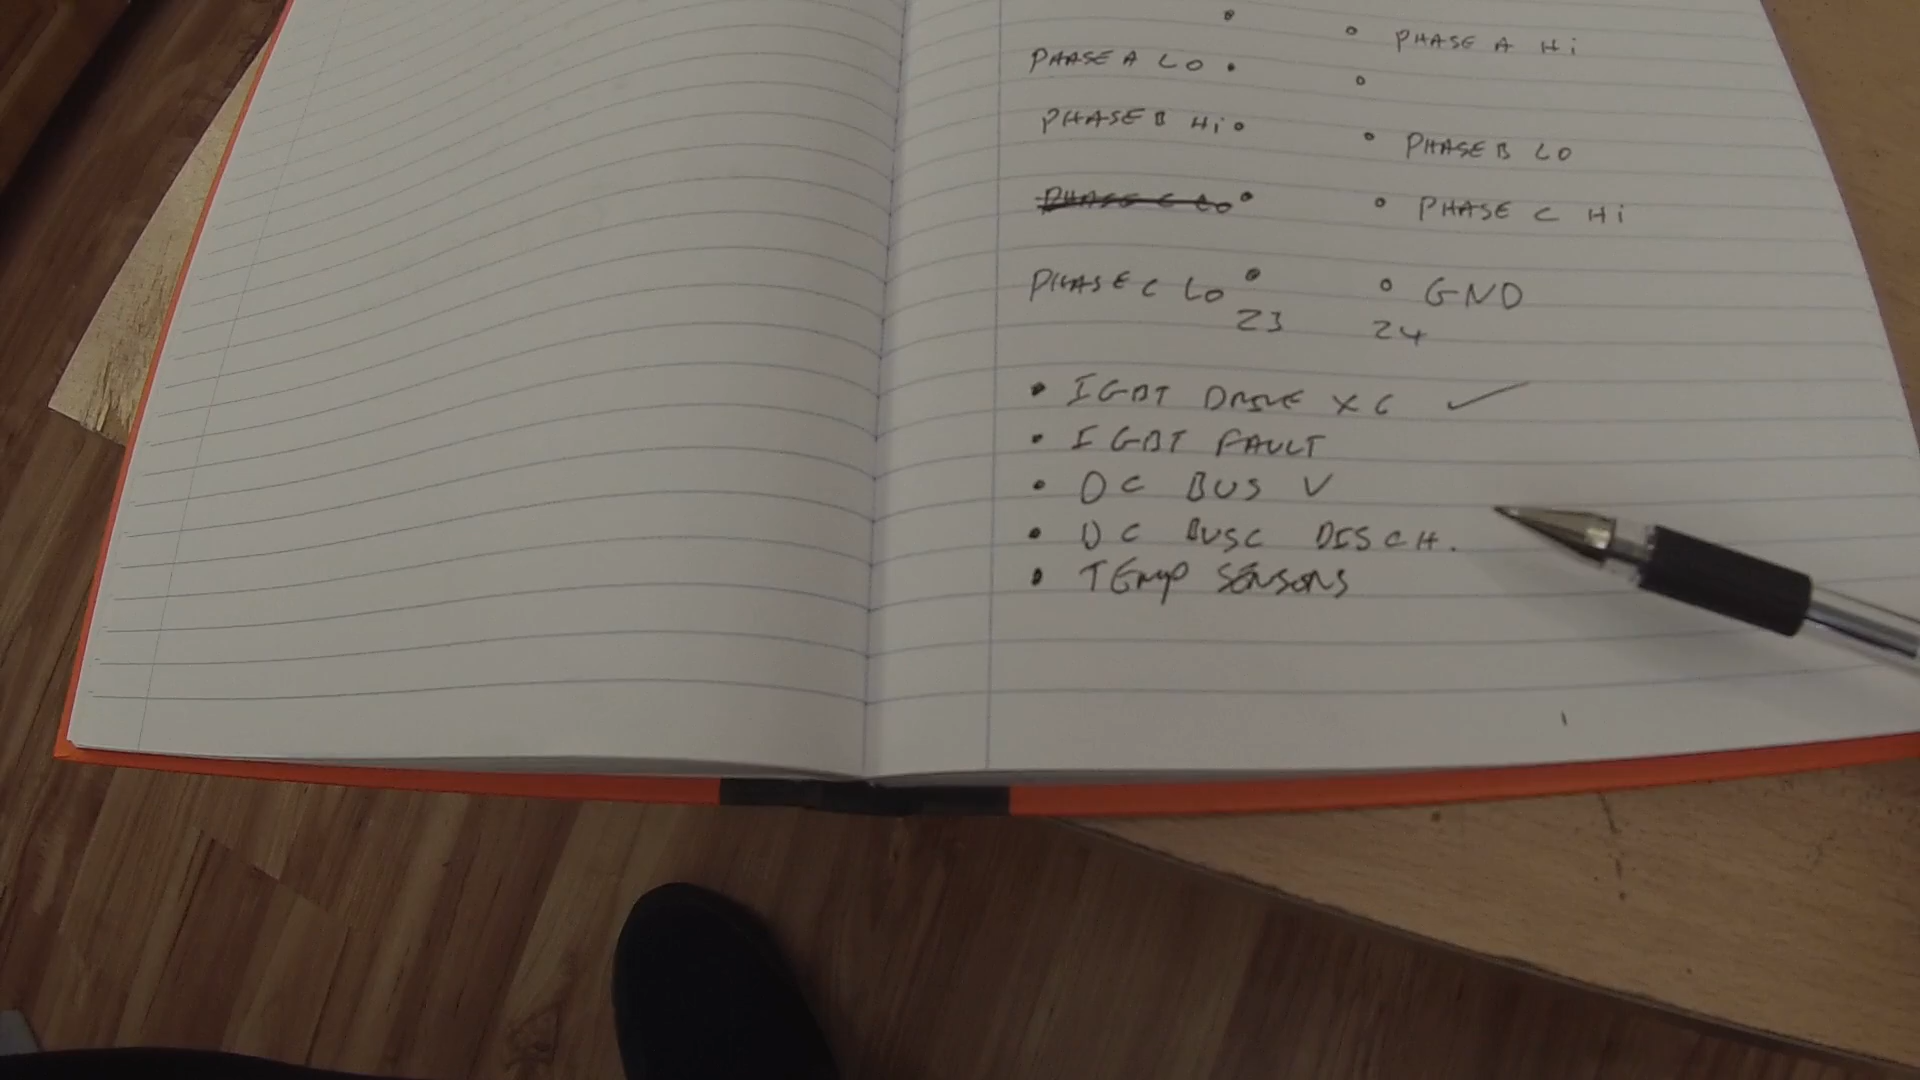 PHASE A Hi
PHASE A LO
PHASE B Hi
PHASE B LO
PHASE C LO
PHASE C Hi
PHASE C LO
GND
23 24
• IGBT DRIVE X 6 ✓
• IGBT FAULT
• DC BUS V
• DC BUSC DISCH.
• TEMP SENSORS